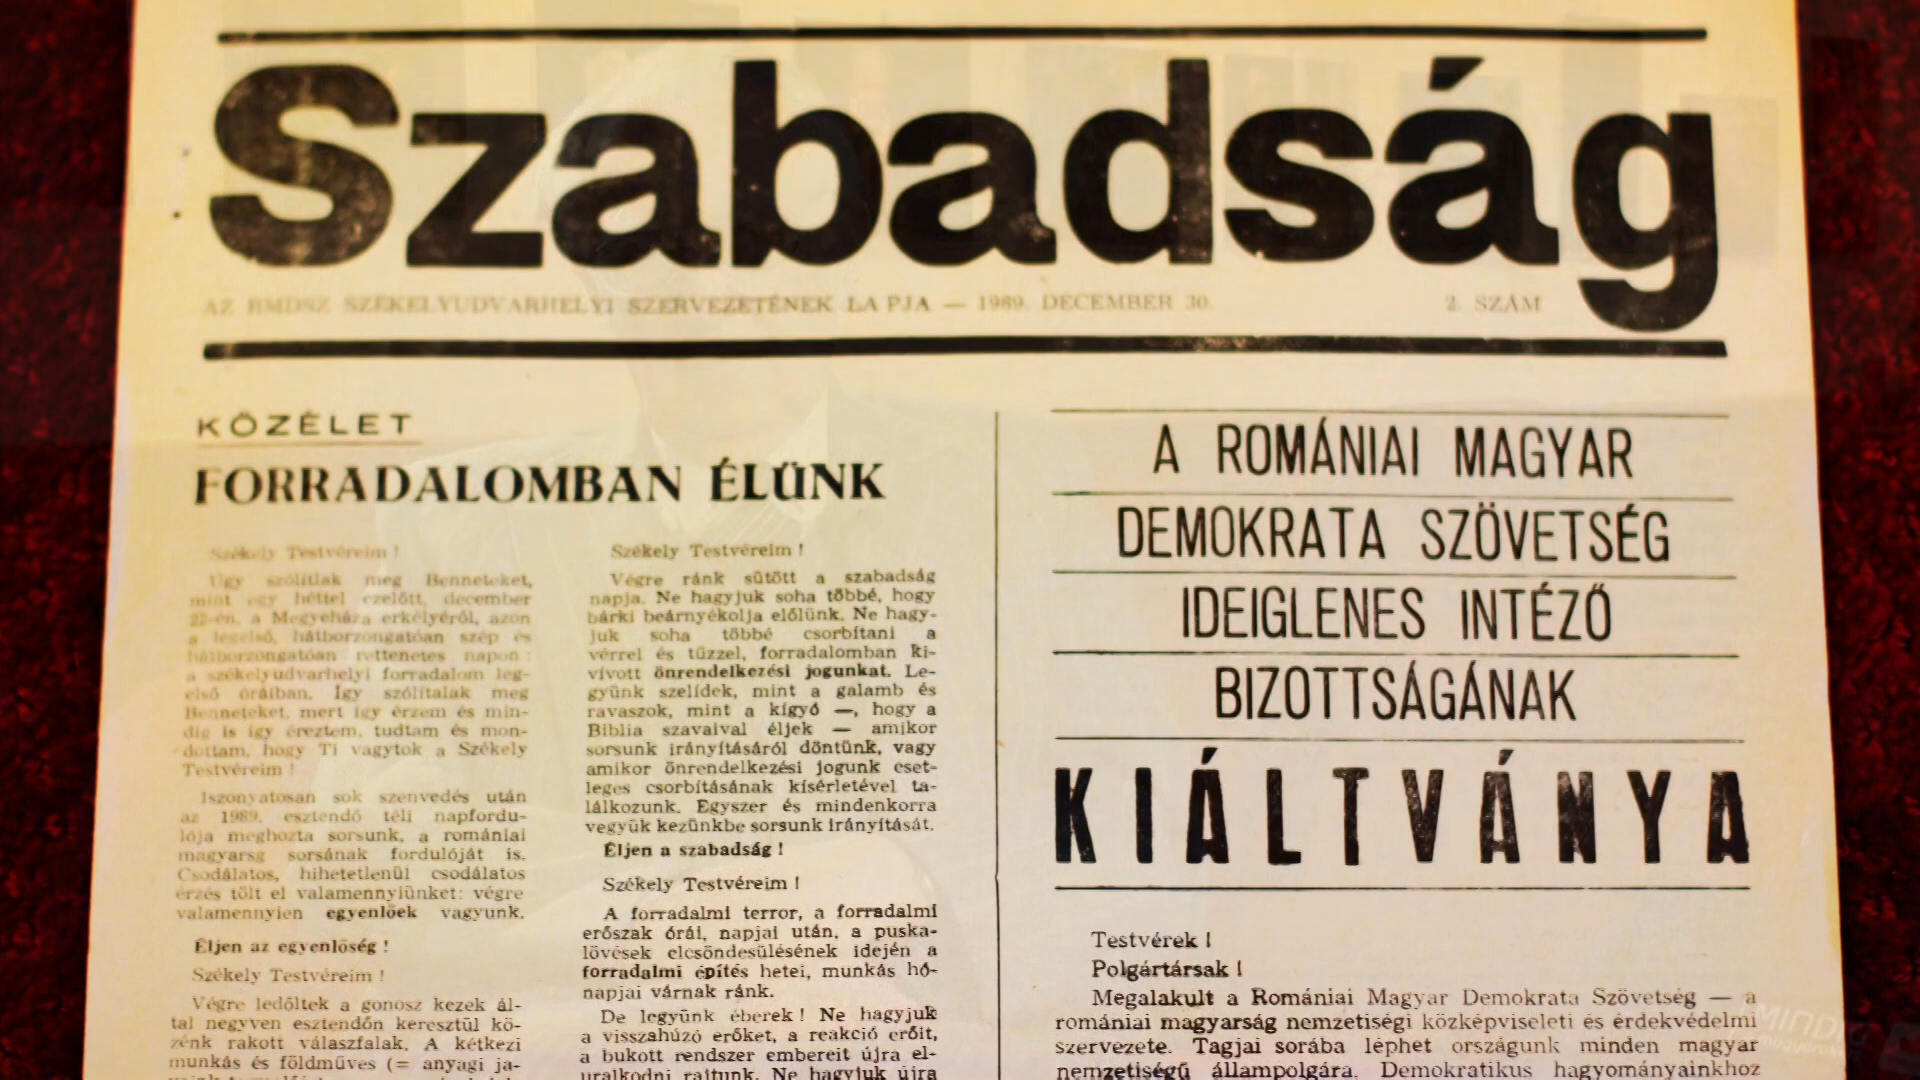 Szabadság
AZ RMDSZ SZÉKELYUDVARHELYI SZERVEZETÉNEK LAPJA — 1989. DECEMBER 30.
2. SZÁM
KÖZÉLET
FORRADALOMBAN ÉLÜNK
Székely Testvéreim !
Úgy szólítlak meg Benneteket,
mint egy héttel ezelőtt, december
22-én, a Megyeháza erkélyéről, azon
a legelső, hátborzongatóan szép és
hátborzongatóan rettenetes napon :
a székelyudvarhelyi forradalom leg-
első óráiban. Így szólítalak meg
Benneteket, mert így érzem és min-
dig is így éreztem, tudtam és mon-
dottam, hogy Ti vagytok a Székely
Testvéreim !
Iszonyatosan sok szenvedés után
az 1989. esztendő téli napfordu-
lója meghozta sorsunk, a romániai
magyarsg sorsának fordulóját is.
Csodálatos, hihetetlenül csodálatos
érzés tölt el valamennyiünket: végre
valamennyien egyenlőek vagyunk.
Éljen az egyenlőség !
Székely Testvéreim !
Végre ledőltek a gonosz kezek ál-
tal negyven esztendőn keresztül kö-
zénk rakott válaszfalak. A kétkezi
munkás és földműves (= anyagi ja-
Székely Testvéreim !
Végre ránk sütött a szabadság
napja. Ne hagyjuk soha többé, hogy
bárki beárnyékolja előlünk. Ne hagy-
juk soha többé csorbítani a
vérrel és tűzzel, forradalomban ki-
vívott önrendelkezési jogunkat. Le-
gyünk szelídek, mint a galamb és
ravaszok, mint a kígyó —, hogy a
Biblia szavaival éljek — amikor
sorsunk irányításáról döntünk, vagy
amikor önrendelkezési jogunk eset-
leges csorbításának kísérletével ta-
lálkozunk. Egyszer és mindenkorra
vegyük kezünkbe sorsunk irányítását.
Éljen a szabadság !
Székely Testvéreim !
A forradalmi terror, a forradalmi
erőszak órái, napjai után, a puska-
lövések elcsöndesülésének idején a
forradalmi építés hetei, munkás hó-
napjai várnak ránk.
De legyünk éberek ! Ne hagyjuk
a visszahúzó erőket, a reakció erőit,
a bukott rendszer embereit újra el-
uralkodni rajtunk. Ne hagyjuk újra
A ROMÁNIAI MAGYAR
DEMOKRATA SZÖVETSÉG
IDEIGLENES INTÉZŐ
BIZOTTSÁGÁNAK
KIÁLTVÁNYA
Testvérek !
Polgártársak !
Megalakult a Romániai Magyar Demokrata Szövetség — a
romániai magyarság nemzetiségi közképviseleti és érdekvédelmi
szervezete. Tagjai sorába léphet országunk minden magyar
nemzetiségű állampolgára. Demokratikus hagyományainkhoz